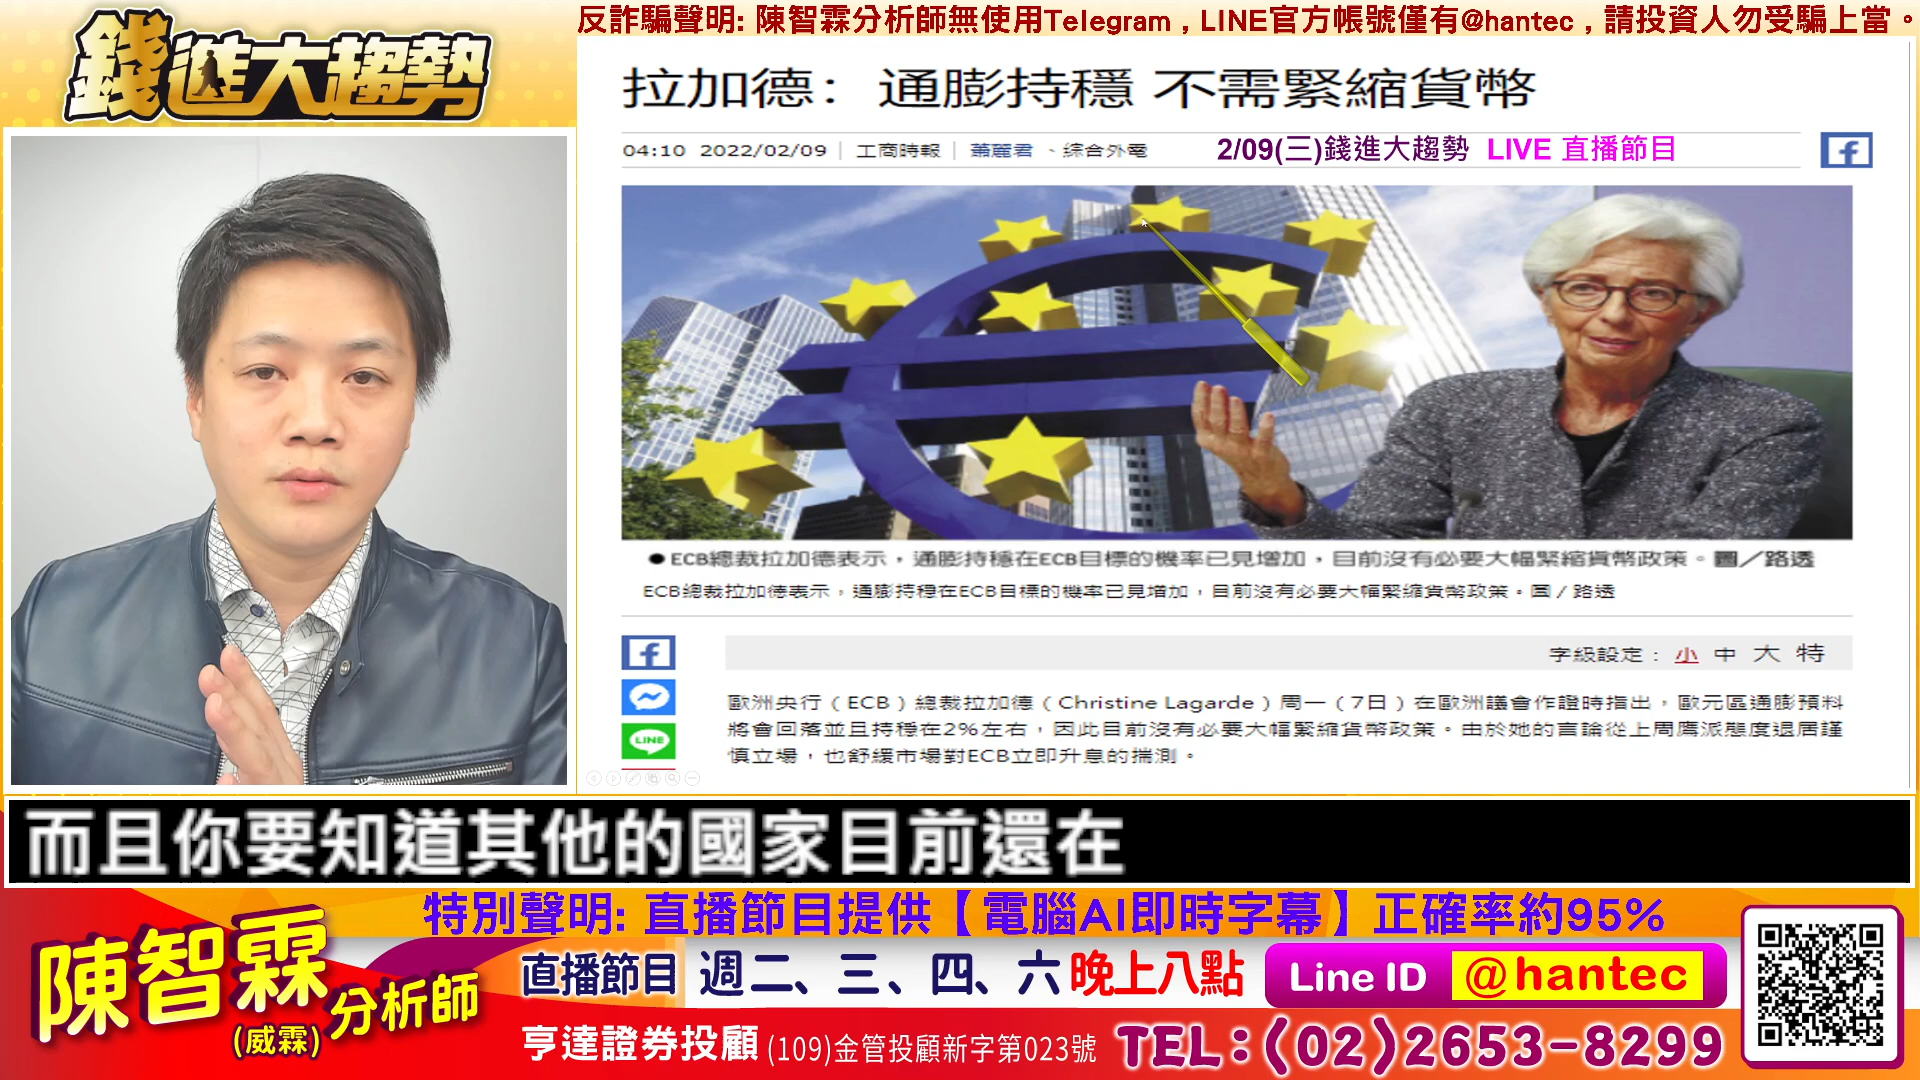 反詐騙聲明: 陳智霖分析師無使用Telegram , LINE官方帳號僅有@hantec , 請投資人勿受騙上當。
錢進大趨勢
拉加德: 通膨持穩 不需緊縮貨幣
04:10 2022/02/09 | 工商時報 | 蕭麗君 、綜合外電
2/09(三)錢進大趨勢 LIVE 直播節目
●ECB總裁拉加德表示，通膨持穩在ECB目標的機率已見增加，目前沒有必要大幅緊縮貨幣政策。圖／路透
ECB總裁拉加德表示，通膨持穩在ECB目標的機率已見增加，目前沒有必要大幅緊縮貨幣政策。圖／路透
字級設定： 小 中 大 特
LINE
歐洲央行（ECB）總裁拉加德（Christine Lagarde）周一（7日）在歐洲議會作證時指出，歐元區通膨預料
將會回落並且持穩在2%左右，因此目前沒有必要大幅緊縮貨幣政策。由於她的言論從上周鷹派態度退居謹
慎立場，也舒緩市場對ECB立即升息的揣測。
而且你要知道其他的國家目前還在
特別聲明: 直播節目提供【電腦AI即時字幕】正確率約95%
陳智霖分析師
(威霖)
直播節目 週二、三、四、六 晚上八點
Line ID @hantec
亨達證券投顧 (109)金管投顧新字第023號 TEL:(02)2653-8299